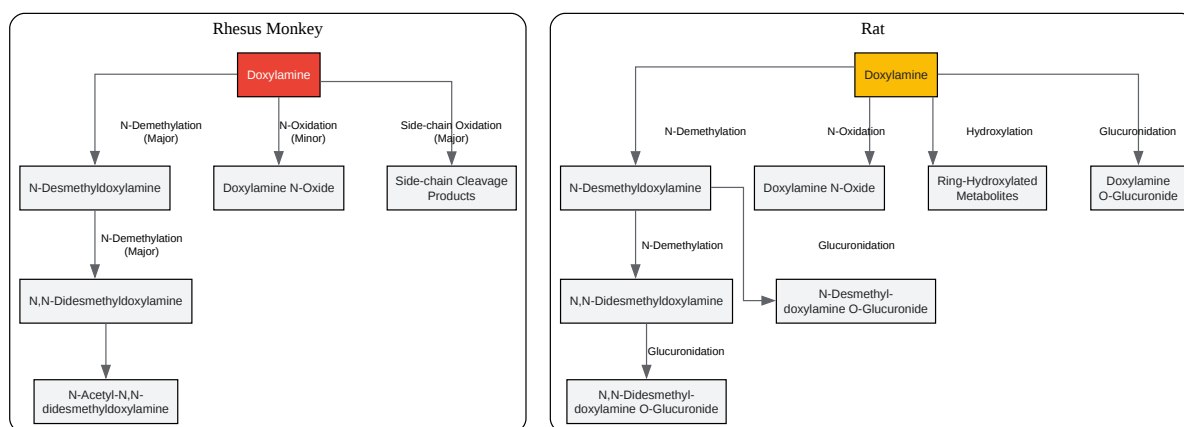 Rhesus Monkey
Doxylamine
N-Demethylation
(Major)
N-Oxidation
(Minor)
Side-chain Oxidation
(Major)
N-Desmethyldoxylamine
Doxylamine N-Oxide
Side-chain Cleavage
Products
N-Demethylation
(Major)
N,N-Didesmethyldoxylamine
N-Acetyl-N,N-
didesmethyldoxylamine
Rat
Doxylamine
N-Demethylation
N-Oxidation
Hydroxylation
Glucuronidation
N-Desmethyldoxylamine
Doxylamine N-Oxide
Ring-Hydroxylated
Metabolites
Doxylamine
O-Glucuronide
N-Demethylation
Glucuronidation
N,N-Didesmethyldoxylamine
N-Desmethyl-
doxylamine O-Glucuronide
Glucuronidation
N,N-Didesmethyl-
doxylamine O-Glucuronide